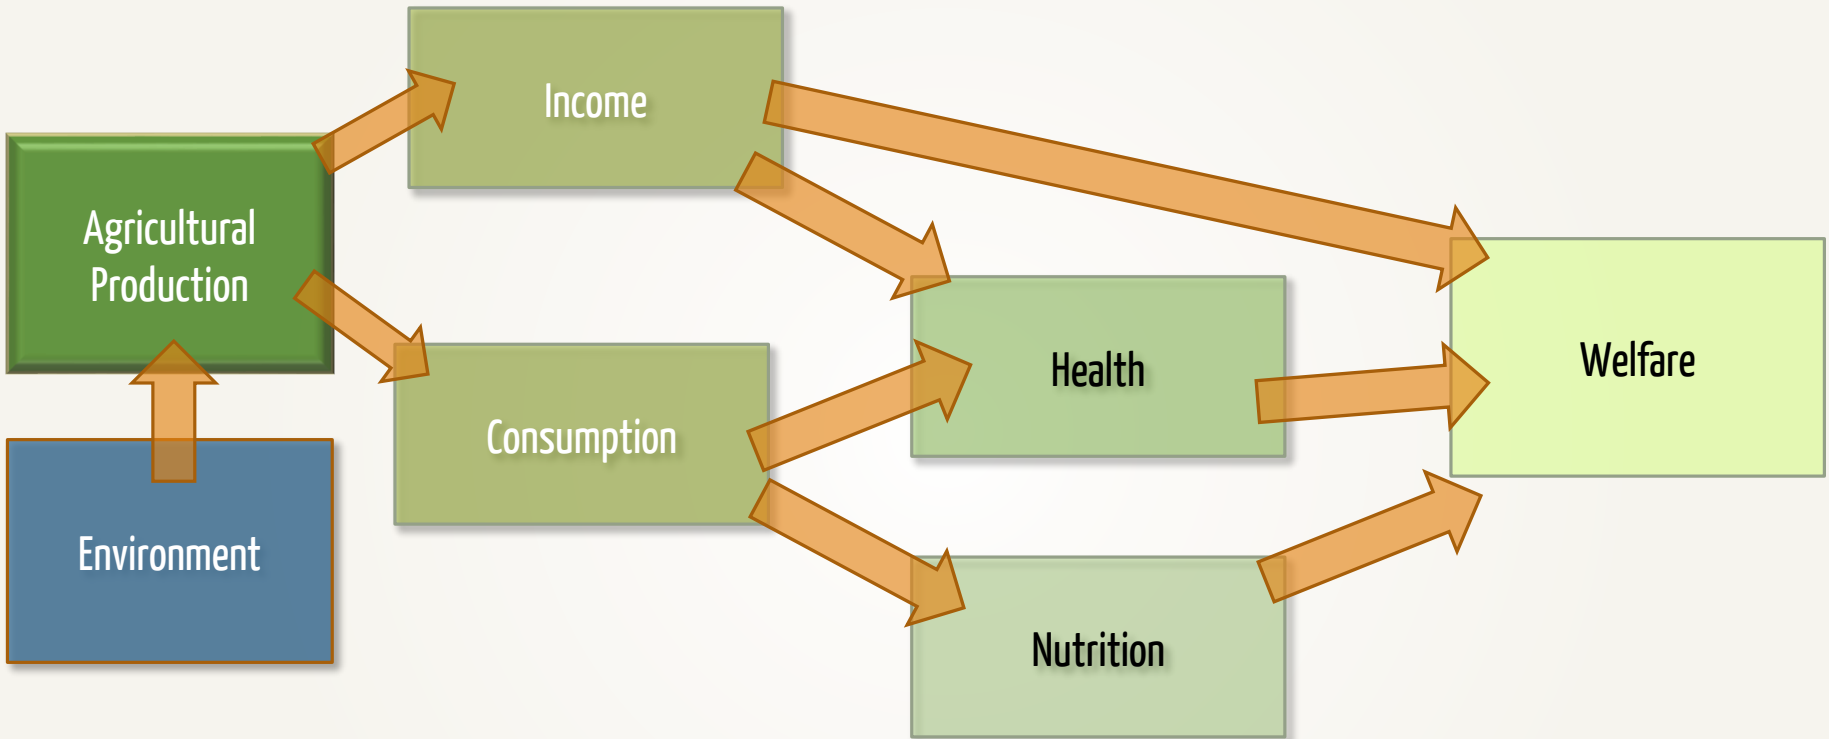 Income
Agricultural
Production
Health
Welfare
Consumption
Environment
Nutrition